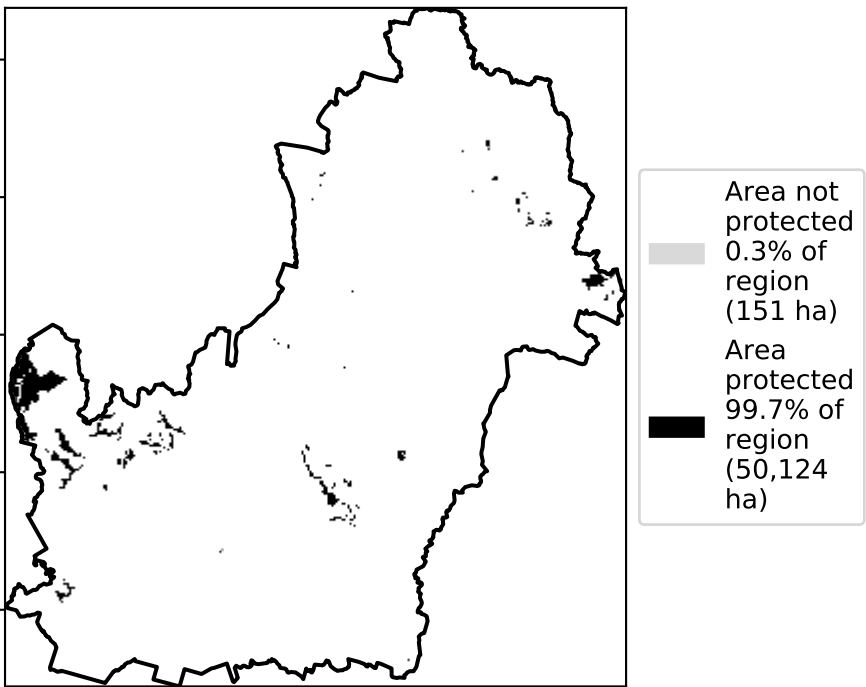 Area not
protected
0.3% of
region
(151 ha)
Area
protected
99.7% of
region
(50,124
ha)